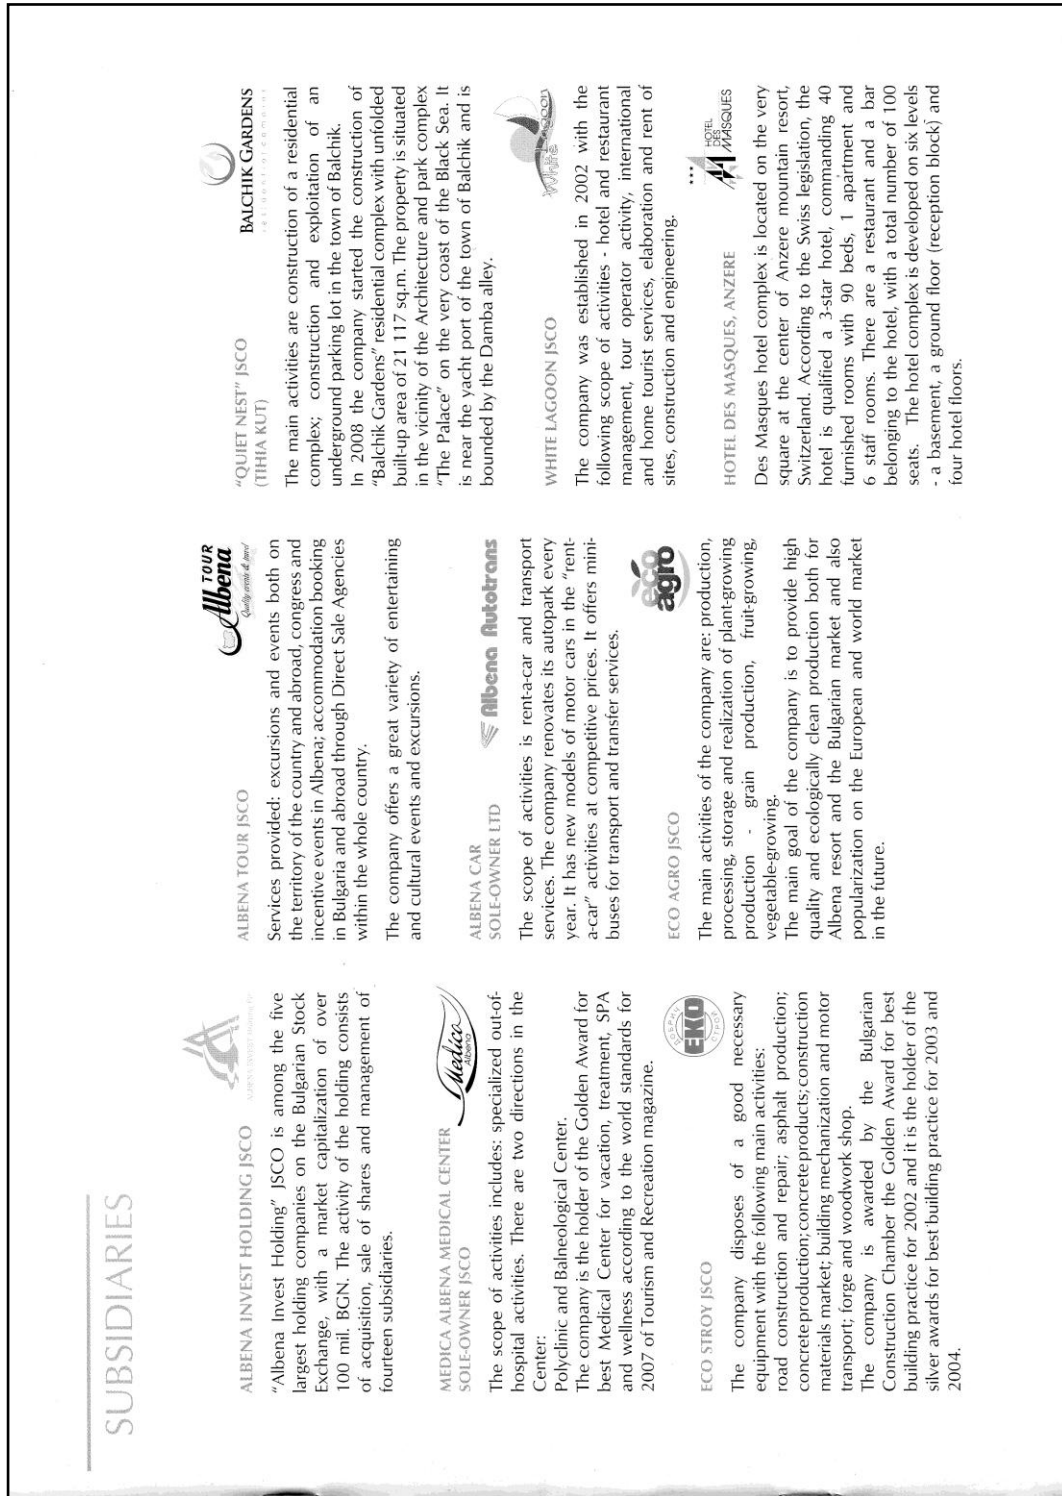 SUBSIDIARIES
ALBENA INVEST HOLDING JSCO
"Albena Invest Holding" JSCO is among the five
largest holding companies on the Bulgarian Stock
Exchange, with a market capitalization of over
100 mil. BGN. The activity of the holding consists
of acquisition, sale of shares and management of
fourteen subsidiaries.
MEDICA ALBENA MEDICAL CENTER
SOLE-OWNER JSCO
Medica
Albena
The scope of activities includes: specialized out-of-
hospital activities. There are two directions in the
Center:
Polyclinic and Balneological Center.
The company is the holder of the Golden Award for
best Medical Center for vacation, treatment, SPA
and wellness according to the world standards for
2007 of Tourism and Recreation magazine.
ECO STROY JSCO
ДОБРИЧ
ЕКО
СТРОЙ
The company disposes of a good necessary
equipment with the following main activities:
road construction and repair; asphalt production;
concrete production; concrete products; construction
materials market; building mechanization and motor
transport; forge and woodwork shop.
The company is awarded by the Bulgarian
Construction Chamber the Golden Award for best
building practice for 2002 and it is the holder of the
silver awards for best building practice for 2003 and
2004.
ALBENA TOUR JSCO
Albena TOUR
Services provided: excursions and events both on
the territory of the country and abroad, congress and
incentive events in Albena; accommodation booking
in Bulgaria and abroad through Direct Sale Agencies
within the whole country.
The company offers a great variety of entertaining
and cultural events and excursions.
ALBENA CAR
SOLE-OWNER LTD
Albena Autotrans
The scope of activities is rent-a-car and transport
services. The company renovates its autopark every
year. It has new models of motor cars in the "rent-
a-car" activities at competitive prices. It offers mini-
buses for transport and transfer services.
ECO AGRO JSCO
eco
agro
The main activities of the company are: production,
processing, storage and realization of plant-growing
production - grain production, fruit-growing,
vegetable-growing.
The main goal of the company is to provide high
quality and ecologically clean production both for
Albena resort and the Bulgarian market and also
popularization on the European and world market
in the future.
"QUIET NEST" JSCO
(TIHIA KUT)
BALCHIK GARDENS
The main activities are construction of a residential
complex; construction and exploitation of an
underground parking lot in the town of Balchik.
In 2008 the company started the construction of
"Balchik Gardens" residential complex with unfolded
built-up area of 21 117 sq.m. The property is situated
in the vicinity of the Architecture and park complex
"The Palace" on the very coast of the Black Sea. It
is near the yacht port of the town of Balchik and is
bounded by the Damba alley.
WHITE LAGOON JSCO
White Lagoon
The company was established in 2002 with the
following scope of activities - hotel and restaurant
management, tour operator activity, international
and home tourist services, elaboration and rent of
sites, construction and engineering.
HOTEL DES MASQUES, ANZERE
HOTEL
DES
MASQUES
Des Masques hotel complex is located on the very
square at the center of Anzere mountain resort,
Switzerland. According to the Swiss legislation, the
hotel is qualified a 3-star hotel, commanding 40
furnished rooms with 90 beds, 1 apartment and
6 staff rooms. There are a restaurant and a bar
belonging to the hotel, with a total number of 100
seats. The hotel complex is developed on six levels
- a basement, a ground floor (reception block) and
four hotel floors.